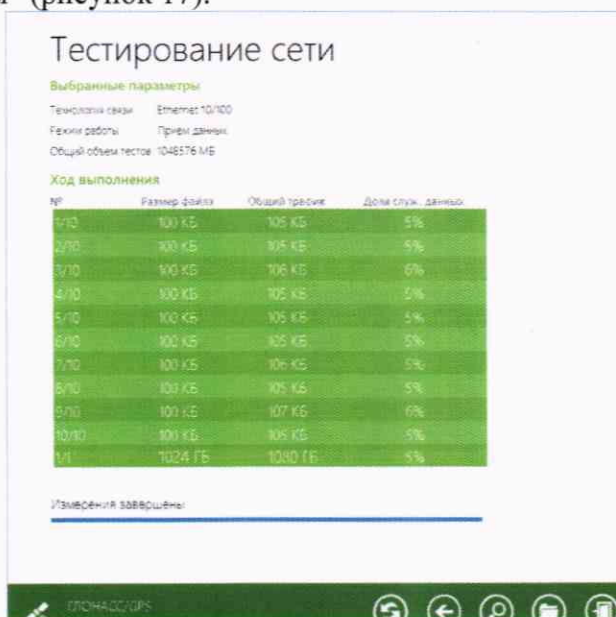 (рисунок 17).
Тестирование сети
Выбранные параметры
Технология связи Ethernet 10/100
Режим работы Приём данных
Общий объем тестов 1048576 МБ
Ход выполнения
№ Размер файла Общий трафик Доля служ. данных
1/10 100 КБ 105 КБ 5%
2/10 100 КБ 105 КБ 5%
3/10 100 КБ 106 КБ 6%
4/10 100 КБ 105 КБ 5%
5/10 100 КБ 105 КБ 5%
6/10 100 КБ 105 КБ 5%
7/10 100 КБ 106 КБ 5%
8/10 100 КБ 105 КБ 5%
9/10 100 КБ 107 КБ 6%
10/10 100 КБ 105 КБ 5%
1/1 1024 ГБ 1080 ГБ 5%
Измерения завершены
ГЛОНАСС/GPS